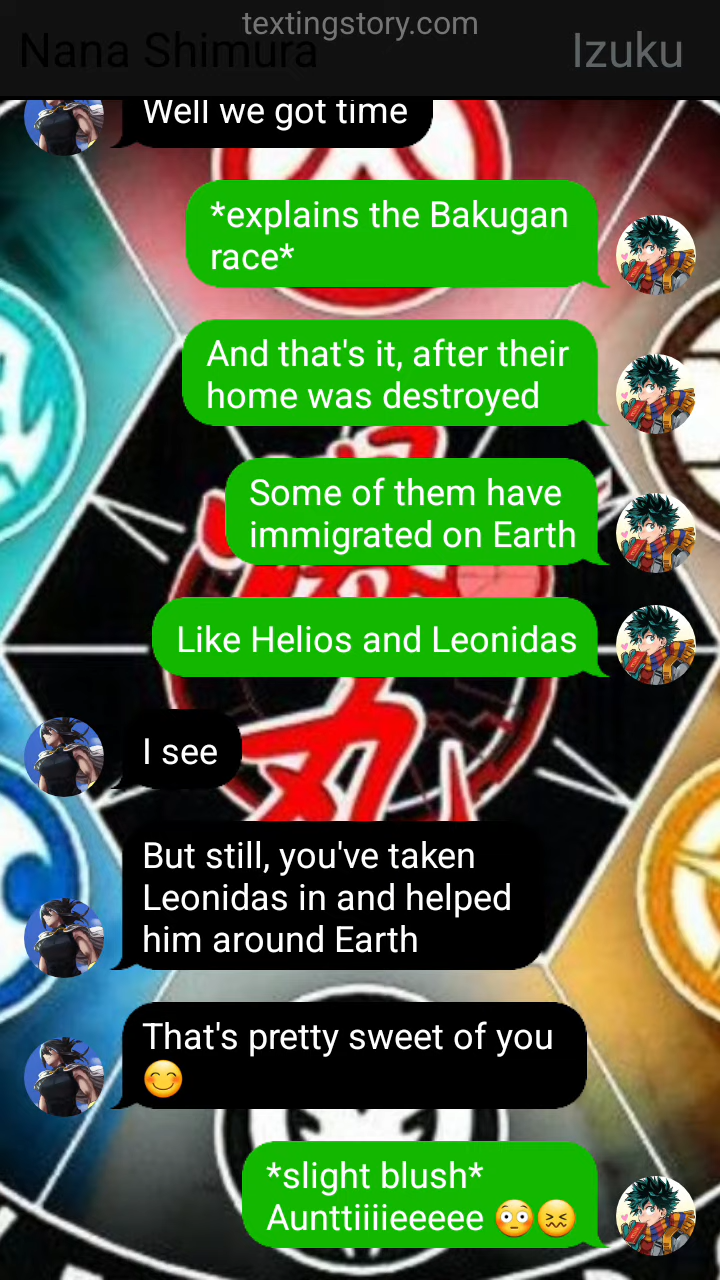 textingstory.com
Nana Shimura
Izuku
Well we got time
*explains the Bakugan
race*
And that's it, after their
home was destroyed
Some of them have
immigrated on Earth
Like Helios and Leonidas
I see
But still, you've taken
Leonidas in and helped
him around Earth
That's pretty sweet of you
😊
*slight blush*
Aunttiiiieeeee 😳😖